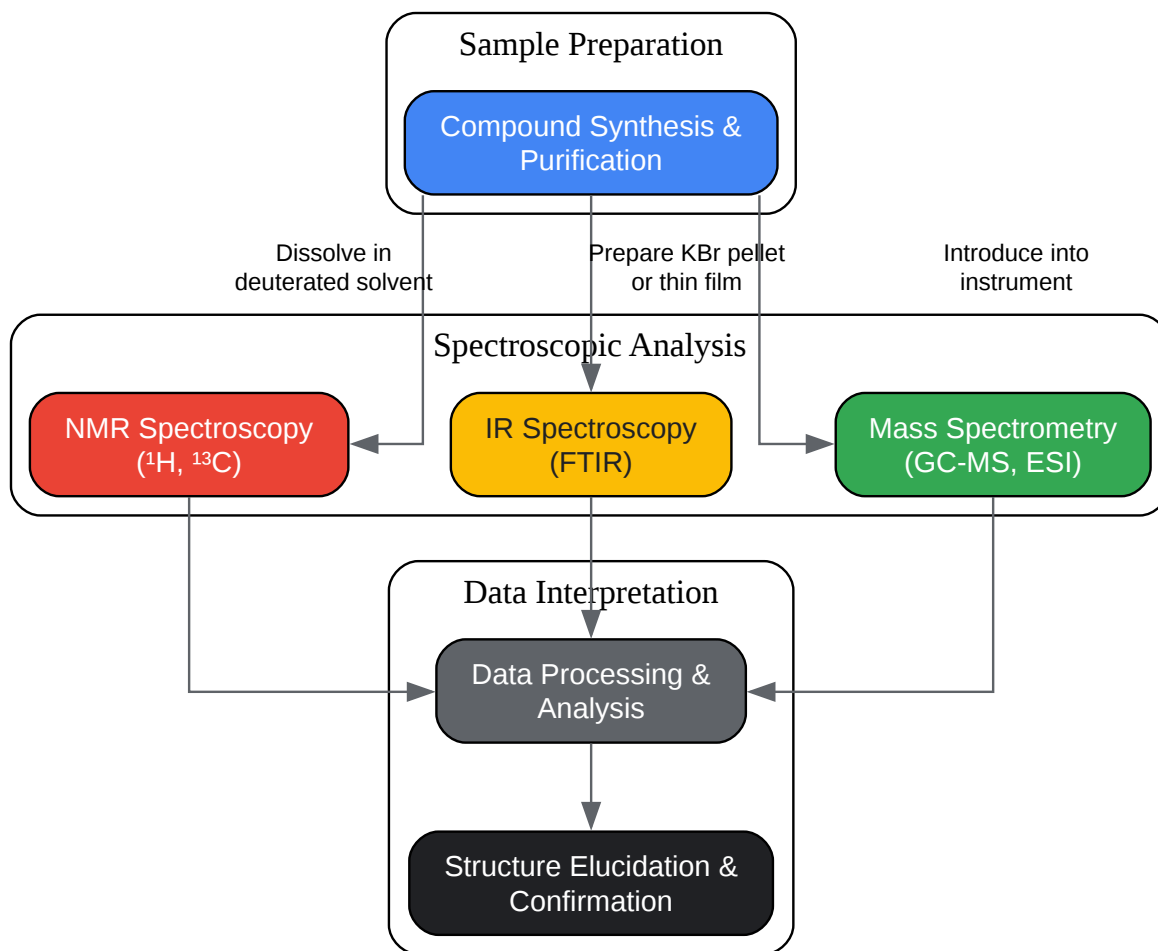 Sample Preparation
Compound Synthesis &
Purification
Dissolve in
deuterated solvent
Prepare KBr pellet
or thin film
Introduce into
instrument
Spectroscopic Analysis
NMR Spectroscopy
(¹H, ¹³C)
IR Spectroscopy
(FTIR)
Mass Spectrometry
(GC-MS, ESI)
Data Interpretation
Data Processing &
Analysis
Structure Elucidation &
Confirmation